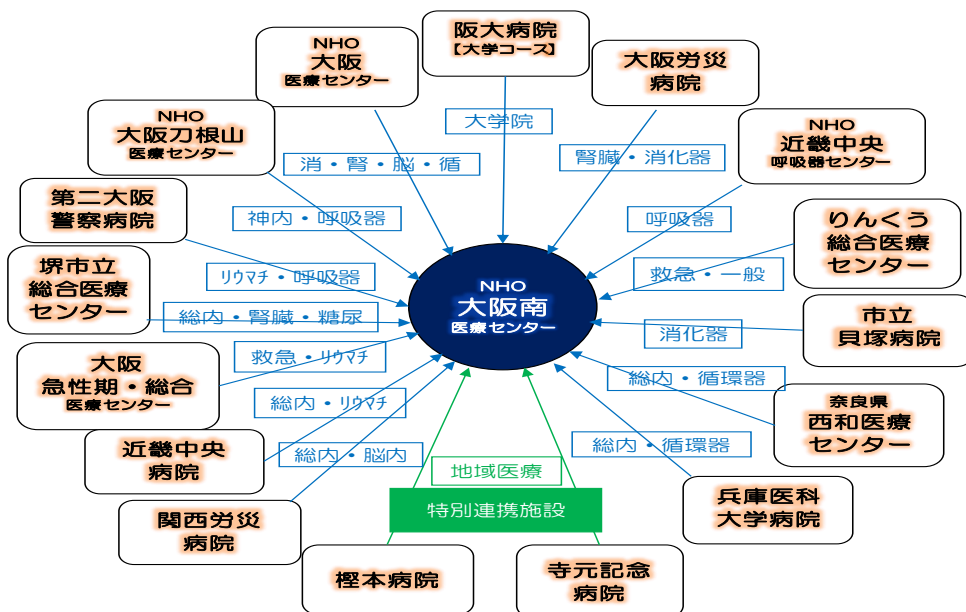 阪大病院
【大学コース】
NHO
大阪
医療センター
大阪労災
病院
NHO
大阪刀根山
医療センター
NHO
近畿中央
呼吸器センター
大学院
消・腎・脳・循
腎臓・消化器
第二大阪
警察病院
神内・呼吸器
呼吸器
りんくう
総合医療
センター
堺市立
総合医療
センター
リウマチ・呼吸器
救急・一般
NHO
大阪南
医療センター
総内・腎臓・糖尿
消化器
市立
貝塚病院
大阪
急性期・総合
医療センター
救急・リウマチ
総内・循環器
奈良県
西和医療
センター
総内・リウマチ
近畿中央
病院
総内・脳内
総内・循環器
地域医療
特別連携施設
関西労災
病院
兵庫医科
大学病院
樫本病院
寺元記念
病院